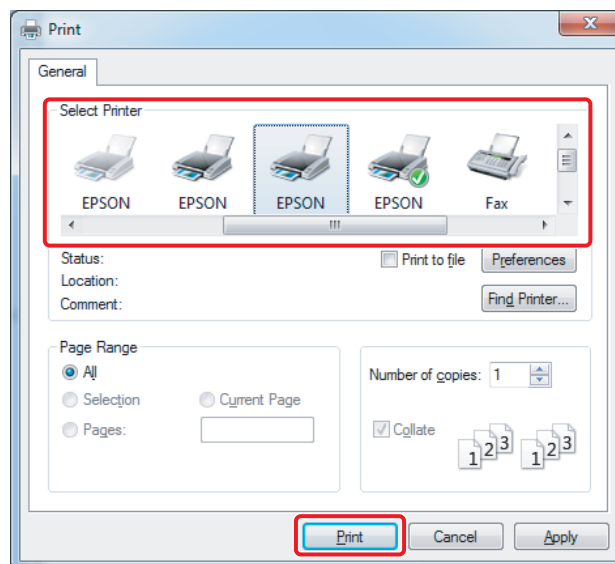 Print
General
Select Printer
EPSON EPSON EPSON EPSON Fax
Status: Print to file Preferences
Location:
Comment: Find Printer...
Page Range
All Number of copies: 1
Selection Current Page
Pages: Collate
1 2 3 1 2 3
Print Cancel Apply